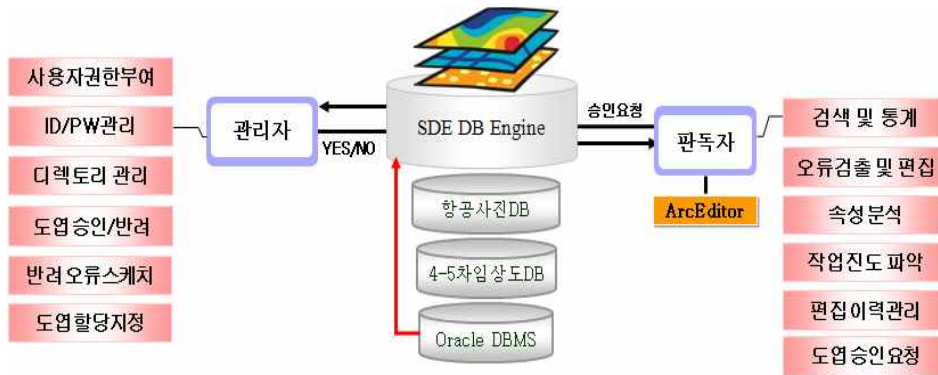 사용자권한부여
ID/PW관리
디렉토리 관리
도엽승인/반려
반려오류스케치
도엽할당지정
관리자
YES/NO
SDE DB Engine
항공사진DB
4-5차임상도DB
Oracle DBMS
승인요청
판독자
ArcEditor
검색 및 통계
오류검출 및 편집
속성분석
작업진도 파악
편집이력관리
도엽승인요청